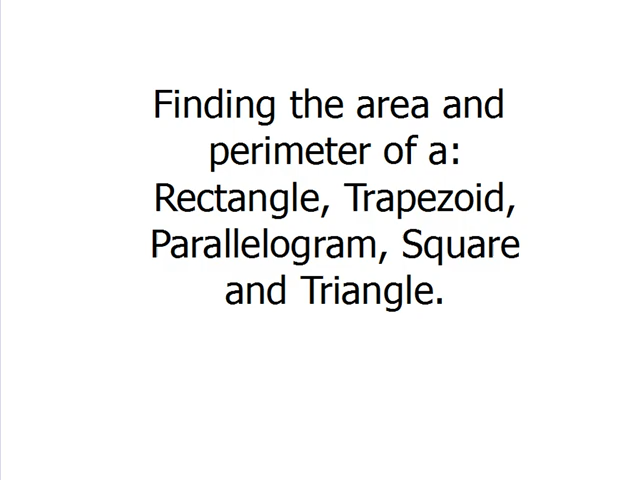 Finding the area and
perimeter of a:
Rectangle, Trapezoid,
Parallelogram, Square
and Triangle.